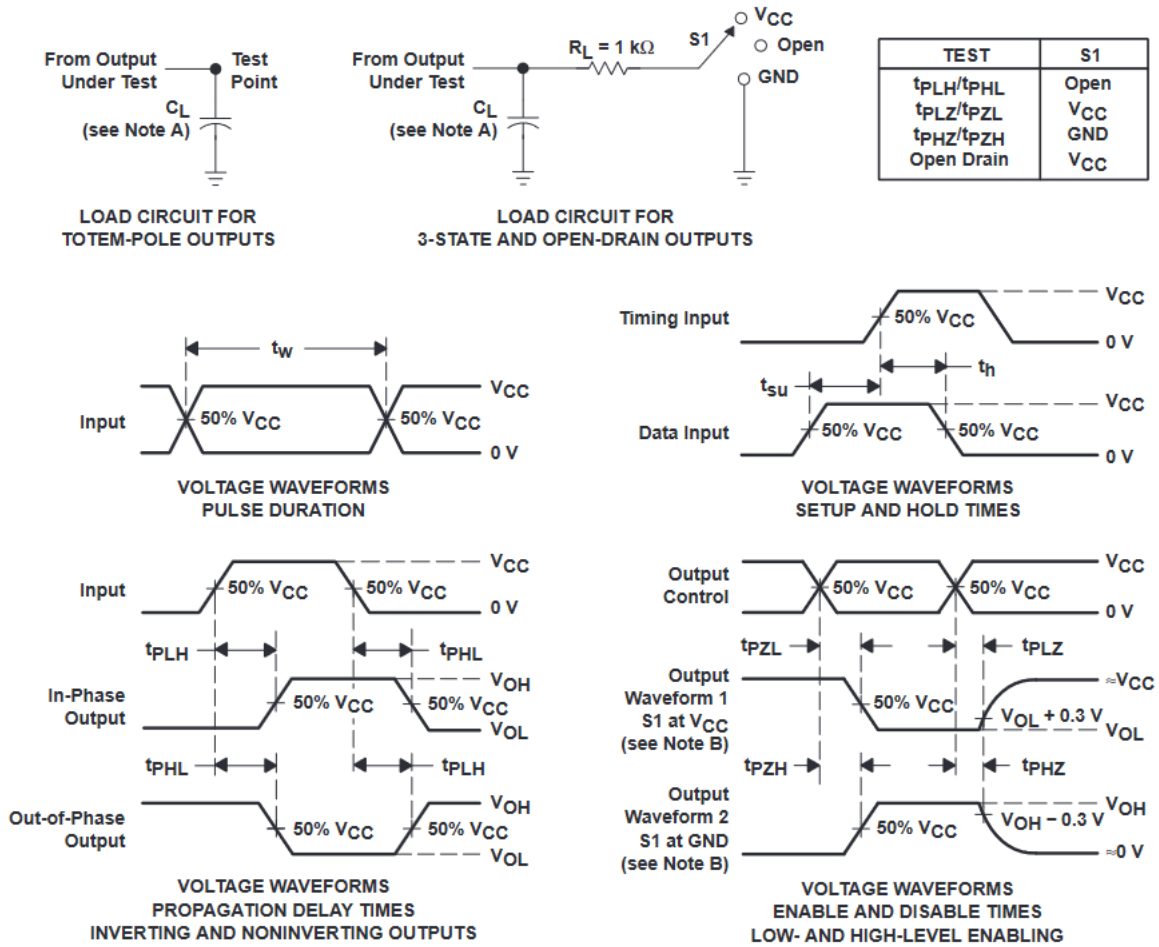 From Output
Under Test
Test
Point
CL
(see Note A)
LOAD CIRCUIT FOR
TOTEM-POLE OUTPUTS
From Output
Under Test
RL = 1 kΩ
S1
VCC
Open
GND
CL
(see Note A)
LOAD CIRCUIT FOR
3-STATE AND OPEN-DRAIN OUTPUTS
TEST S1
tPLH/tPHL Open
tPLZ/tPZL VCC
tPHZ/tPZH GND
Open Drain VCC
tw
Input
50% VCC
50% VCC
VCC
0 V
VOLTAGE WAVEFORMS
PULSE DURATION
Timing Input
50% VCC
VCC
0 V
tsu
th
Data Input
50% VCC
50% VCC
VCC
0 V
VOLTAGE WAVEFORMS
SETUP AND HOLD TIMES
Input
50% VCC
50% VCC
VCC
0 V
tPLH
tPHL
In-Phase
Output
50% VCC
50% VCC
VOH
VOL
tPHL
tPLH
Out-of-Phase
Output
50% VCC
50% VCC
VOH
VOL
VOLTAGE WAVEFORMS
PROPAGATION DELAY TIMES
INVERTING AND NONINVERTING OUTPUTS
Output
Control
50% VCC
50% VCC
VCC
0 V
tPZL
tPLZ
Output
Waveform 1
S1 at VCC
(see Note B)
50% VCC
VOL + 0.3 V
≈VCC
VOL
tPZH
tPHZ
Output
Waveform 2
S1 at GND
(see Note B)
50% VCC
VOH − 0.3 V
VOH
≈0 V
VOLTAGE WAVEFORMS
ENABLE AND DISABLE TIMES
LOW- AND HIGH-LEVEL ENABLING